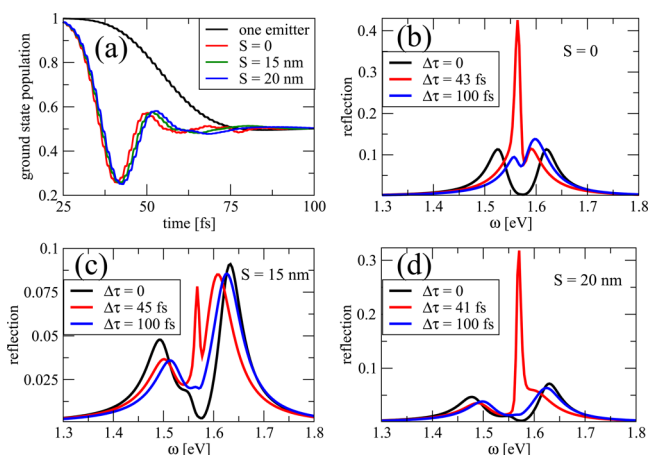 (a)
one emitter
S = 0
S = 15 nm
S = 20 nm
ground state population
1
0.8
0.6
0.4
0.2
25
50
75
100
time [fs]
(b)
S = 0
Δτ = 0
Δτ = 43 fs
Δτ = 100 fs
reflection
0.4
0.3
0.2
0.1
1.3
1.4
1.5
1.6
1.7
1.8
ω [eV]
(c)
S = 15 nm
Δτ = 0
Δτ = 45 fs
Δτ = 100 fs
reflection
0.1
0.075
0.05
0.025
1.3
1.4
1.5
1.6
1.7
1.8
ω [eV]
(d)
S = 20 nm
Δτ = 0
Δτ = 41 fs
Δτ = 100 fs
reflection
0.3
0.2
0.1
1.3
1.4
1.5
1.6
1.7
1.8
ω [eV]